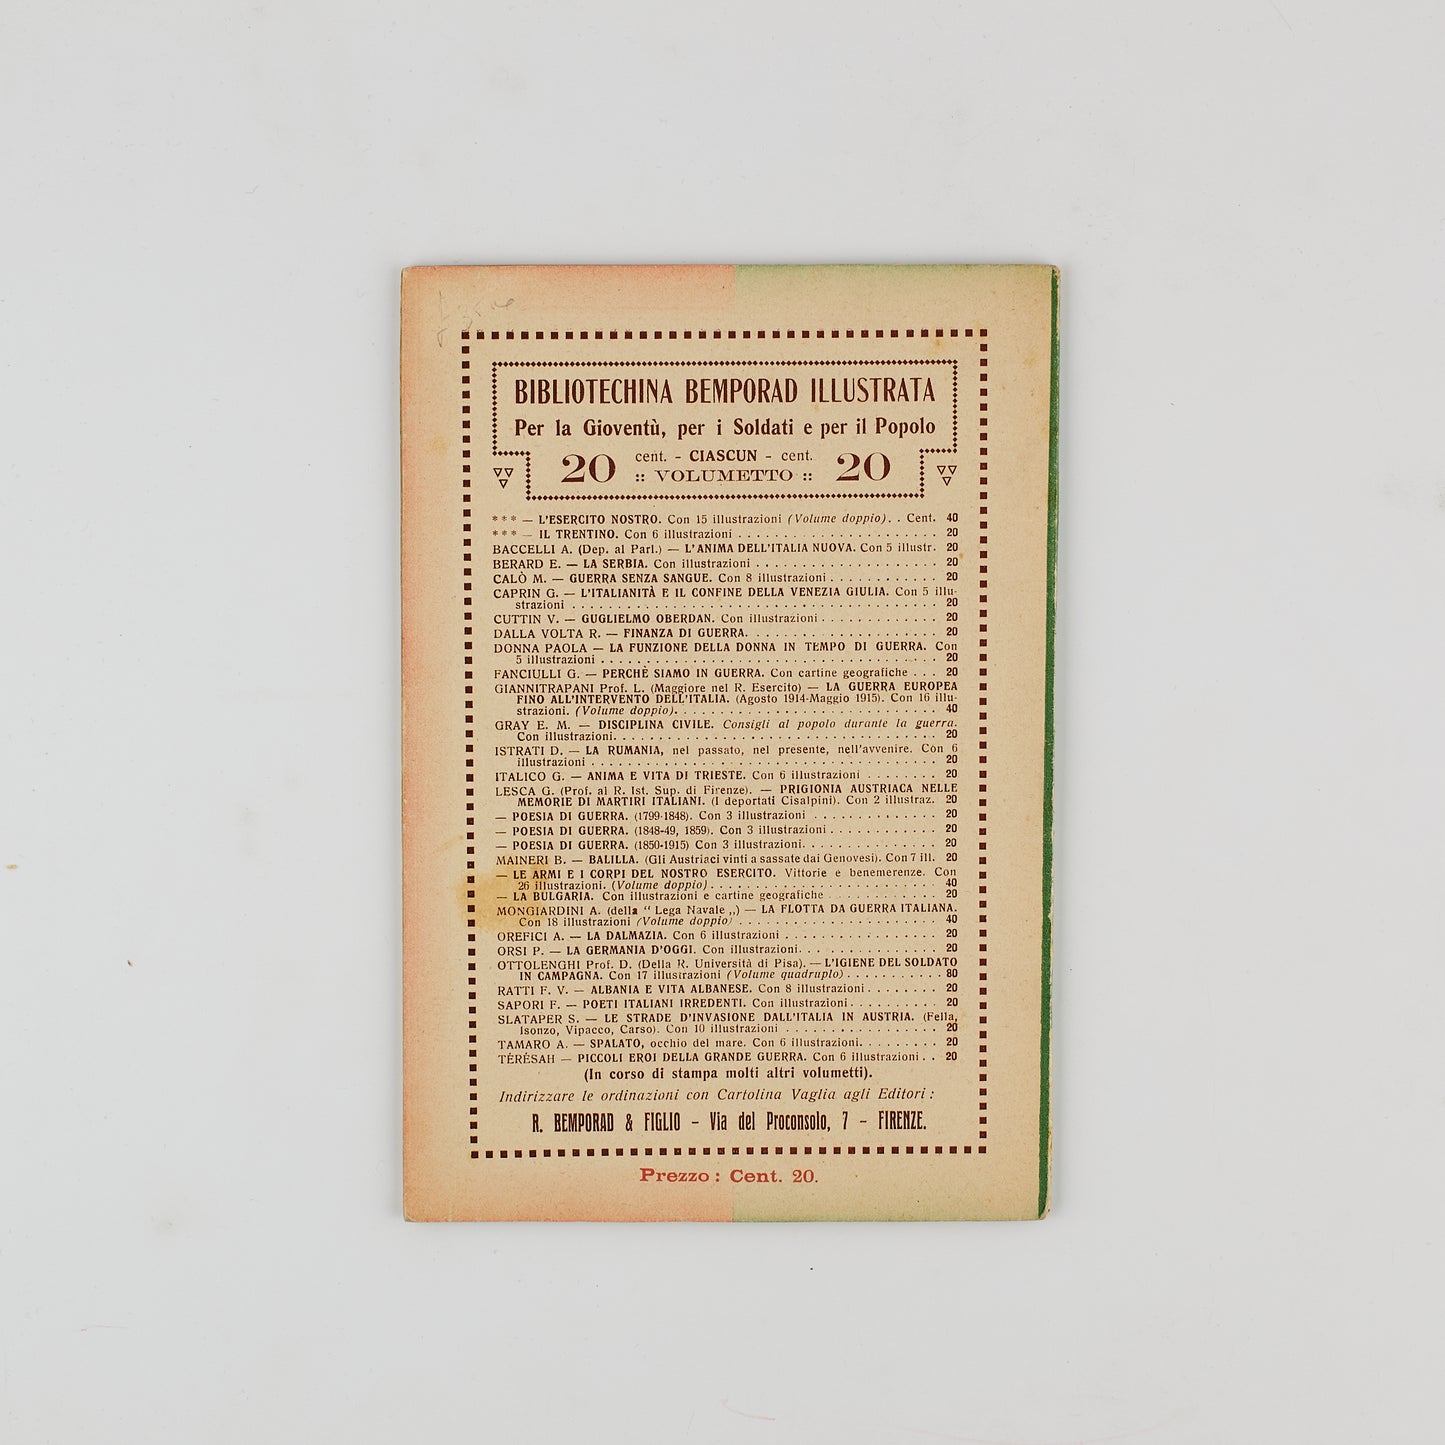 BIBLIOTECHINA BEMPORAD ILLUSTRATA
Per la Gioventù, per i Soldati e per il Popolo
20 cent. - CIASCUN - cent. 20
:: VOLUMETTO ::
*** — L'ESERCITO NOSTRO. Con 15 illustrazioni (Volume doppio). . Cent. 40
*** — IL TRENTINO. Con 6 illustrazioni . . . . . . . . . . . . . . . . . 20
BACCELLI A. (Dep. al Parl.) — L'ANIMA DELL'ITALIA NUOVA. Con 5 illustr. 20
BERARD E. — LA SERBIA. Con illustrazioni . . . . . . . . . . . . . . . . 20
CALÒ M. — GUERRA SENZA SANGUE. Con 8 illustrazioni . . . . . . . . . . 20
CAPRIN G. — L'ITALIANITÀ E IL CONFINE DELLA VENEZIA GIULIA. Con 5 illu-
strazioni . . . . . . . . . . . . . . . . . . . . . . . . . . . . . . 20
CUTTIN V. — GUGLIELMO OBERDAN. Con illustrazioni . . . . . . . . . . . 20
DALLA VOLTA R. — FINANZA DI GUERRA. . . . . . . . . . . . . . . . . . 20
DONNA PAOLA — LA FUNZIONE DELLA DONNA IN TEMPO DI GUERRA. Con
5 illustrazioni . . . . . . . . . . . . . . . . . . . . . . . . . . . 20
FANCIULLI G. — PERCHÈ SIAMO IN GUERRA. Con cartine geografiche . . . 20
GIANNITRAPANI Prof. L. (Maggiore nel R. Esercito) — LA GUERRA EUROPEA
FINO ALL'INTERVENTO DELL'ITALIA. (Agosto 1914-Maggio 1915). Con 16 illu-
strazioni. (Volume doppio). . . . . . . . . . . . . . . . . . . . . . 40
GRAY E. M. — DISCIPLINA CIVILE. Consigli al popolo durante la guerra.
Con illustrazioni. . . . . . . . . . . . . . . . . . . . . . . . . . 20
ISTRATI D. — LA RUMANIA, nel passato, nel presente, nell'avvenire. Còn 6
illustrazioni . . . . . . . . . . . . . . . . . . . . . . . . . . . . 20
ITALICO G. — ANIMA E VITA DI TRIESTE. Con 6 illustrazioni . . . . . . . . 20
LESCA G. (Prof. al R. Ist. Sup. di Firenze). — PRIGIONIA AUSTRIACA NELLE
MEMORIE DI MARTIRI ITALIANI. (I deportati Cisalpini). Con 2 illustraz. 20
— POESIA DI GUERRA. (1799-1848). Con 3 illustrazioni . . . . . . . . . . . 20
— POESIA DI GUERRA. (1848-49, 1859). Con 3 illustrazioni . . . . . . . . . . 20
— POESIA DI GUERRA. (1850-1915) Con 3 illustrazioni. . . . . . . . . . . . 20
MAINERI B. — BALILLA. (Gli Austriaci vinti a sassate dai Genovesi). Con 7 ill. 20
— LE ARMI E I CORPI DEL NOSTRO ESERCITO. Vittorie e benemerenze. Con
26 illustrazioni. (Volume doppio) . . . . . . . . . . . . . . . . . . 40
— LA BULGARIA. Con illustrazioni e cartine geografiche . . . . . . . . . . 20
MONGIARDINI A. (della “ Lega Navale „) — LA FLOTTA DA GUERRA ITALIANA.
Con 18 illustrazioni (Volume doppio) . . . . . . . . . . . . . . . . 40
OREFICI A. — LA DALMAZIA. Con 6 illustrazioni . . . . . . . . . . . . . 20
ORSI P. — LA GERMANIA D'OGGI. Con illustrazioni. . . . . . . . . . . . 20
OTTOLENGHI Prof. D. (Della R. Università di Pisa). — L'IGIENE DEL SOLDATO
IN CAMPAGNA. Con 17 illustrazioni (Volume quadruplo) . . . . . . . . . 80
RATTI F. V. — ALBANIA E VITA ALBANESE. Con 8 illustrazioni . . . . . . . 20
SAPORI F. — POETI ITALIANI IRREDENTI. Con illustrazioni . . . . . . . . . 20
SLATAPER S. — LE STRADE D'INVASIONE DALL'ITALIA IN AUSTRIA. (Fella,
Isonzo, Vipacco, Carso). Con 10 illustrazioni . . . . . . . . . . . . . 20
TAMARO A. — SPALATO, occhio del mare. Con 6 illustrazioni. . . . . . . . 20
TÉRÉSAH — PICCOLI EROI DELLA GRANDE GUERRA. Con 6 illustrazioni . . 20
(In corso di stampa molti altri volumetti).
Indirizzare le ordinazioni con Cartolina Vaglia agli Editori :
R. BEMPORAD & FIGLIO - Via del Proconsolo, 7 - FIRENZE.
Prezzo : Cent. 20.